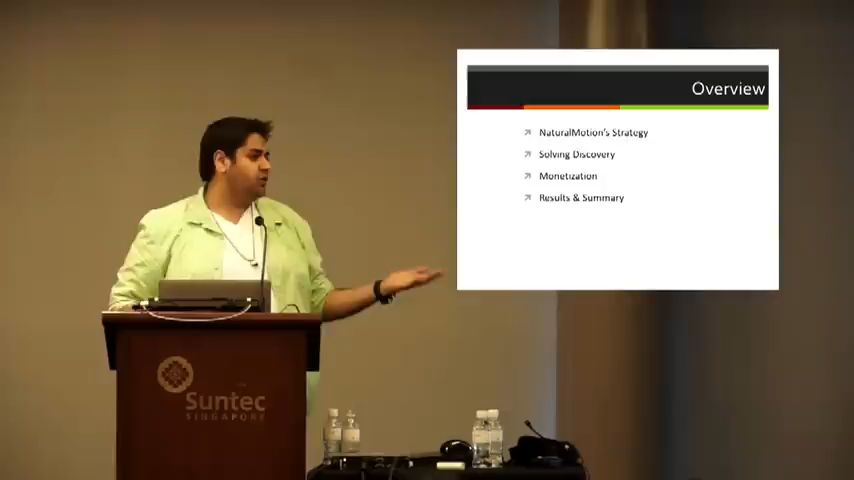 Overview
NaturalMotion's Strategy
Solving Discovery
Monetization
Results & Summary
Suntec
SINGAPORE